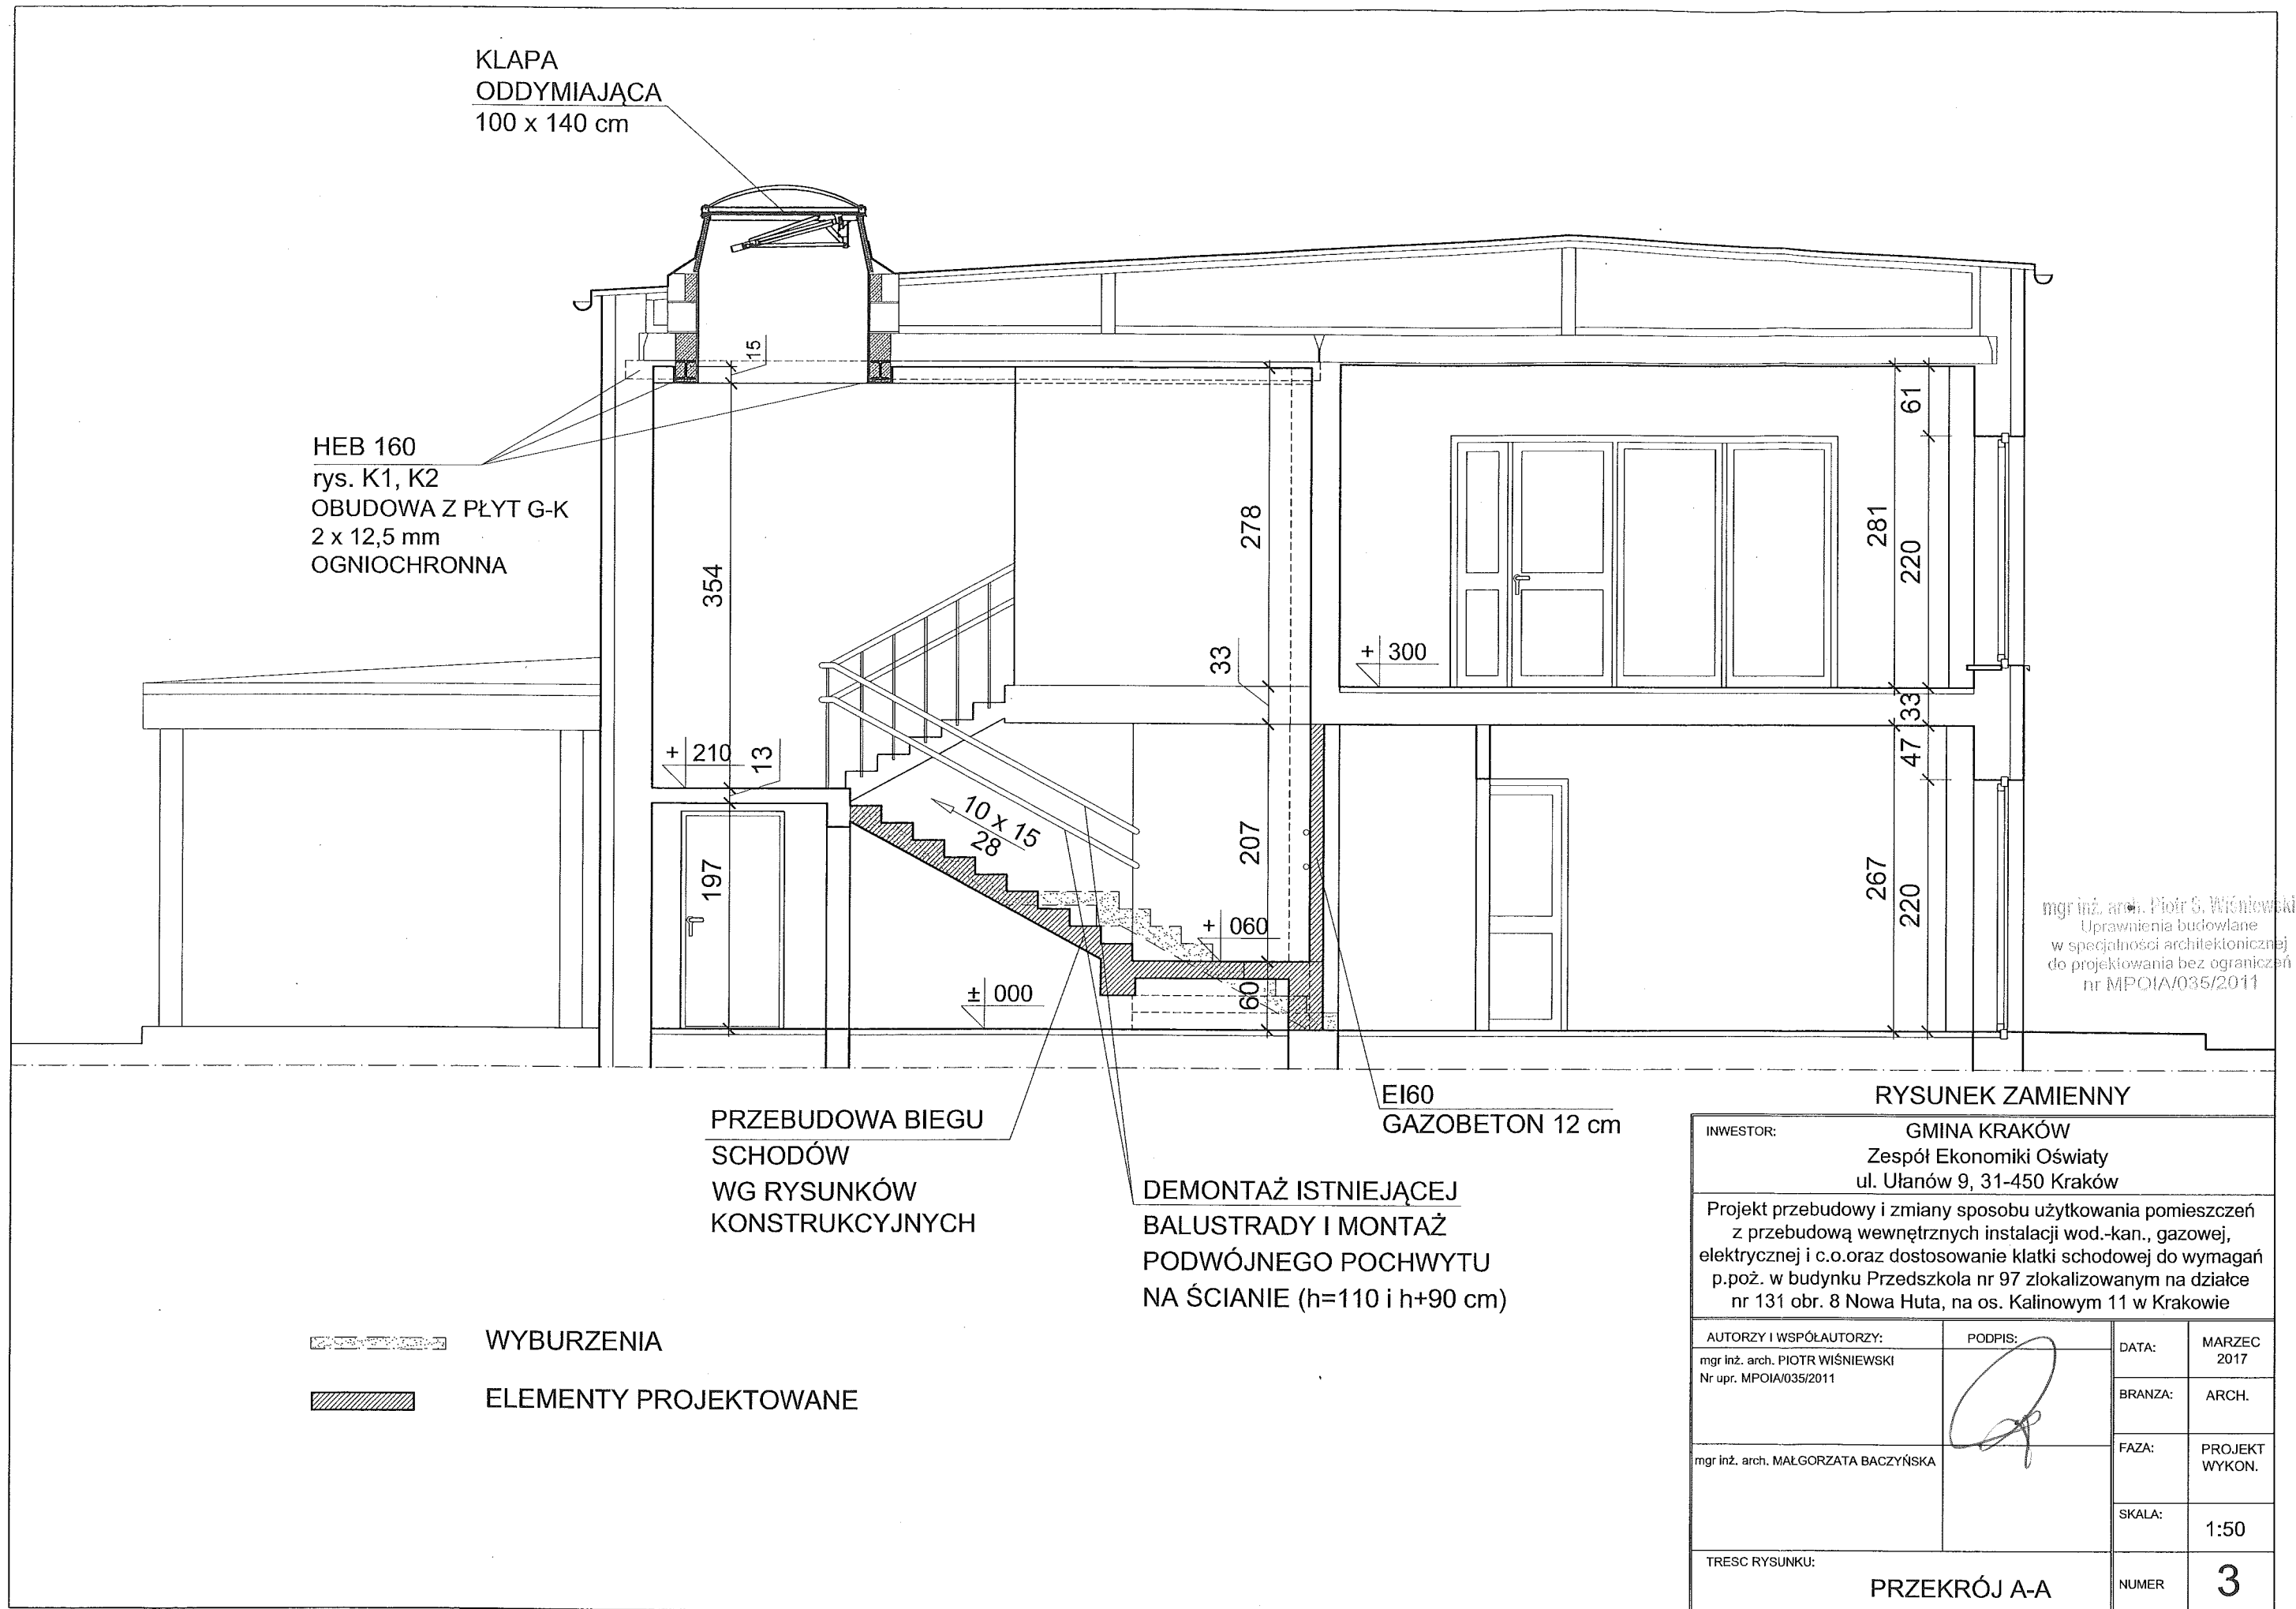 KLAPA
ODDYMIAJĄCA
100 x 140 cm
15
HEB 160
rys. K1, K2
OBUDOWA Z PŁYT G-K
2 x 12,5 mm
OGNIOCHRONNA
354
278
33
281
61
220
+ 300
33
47
+ 210
13
10 x 15
28
197
207
267
220
+ 060
± 000
60
mgr inż. arch. Piotr S. Wiśniewski
Uprawnienia budowlane
w specjalności architektonicznej
do projektowania bez ograniczeń
nr MPOIA/035/2011
PRZEBUDOWA BIEGU
SCHODÓW
WG RYSUNKÓW
KONSTRUKCYJNYCH
DEMONTAŻ ISTNIEJĄCEJ
BALUSTRADY I MONTAŻ
PODWÓJNEGO POCHWYTU
NA ŚCIANIE (h=110 i h+90 cm)
EI60
GAZOBETON 12 cm
WYBURZENIA
ELEMENTY PROJEKTOWANE
RYSUNEK ZAMIENNY
INWESTOR:
GMINA KRAKÓW
Zespół Ekonomiki Oświaty
ul. Ułanów 9, 31-450 Kraków
Projekt przebudowy i zmiany sposobu użytkowania pomieszczeń
z przebudową wewnętrznych instalacji wod.-kan., gazowej,
elektrycznej i c.o.oraz dostosowanie klatki schodowej do wymagań
p.poż. w budynku Przedszkola nr 97 zlokalizowanym na działce
nr 131 obr. 8 Nowa Huta, na os. Kalinowym 11 w Krakowie
AUTORZY I WSPÓŁAUTORZY:
PODPIS:
mgr inż. arch. PIOTR WIŚNIEWSKI
Nr upr. MPOIA/035/2011
mgr inż. arch. MAŁGORZATA BACZYŃSKA
DATA:
MARZEC
2017
BRANZA:
ARCH.
FAZA:
PROJEKT
WYKON.
SKALA:
1:50
TRESC RYSUNKU:
PRZEKRÓJ A-A
NUMER
3